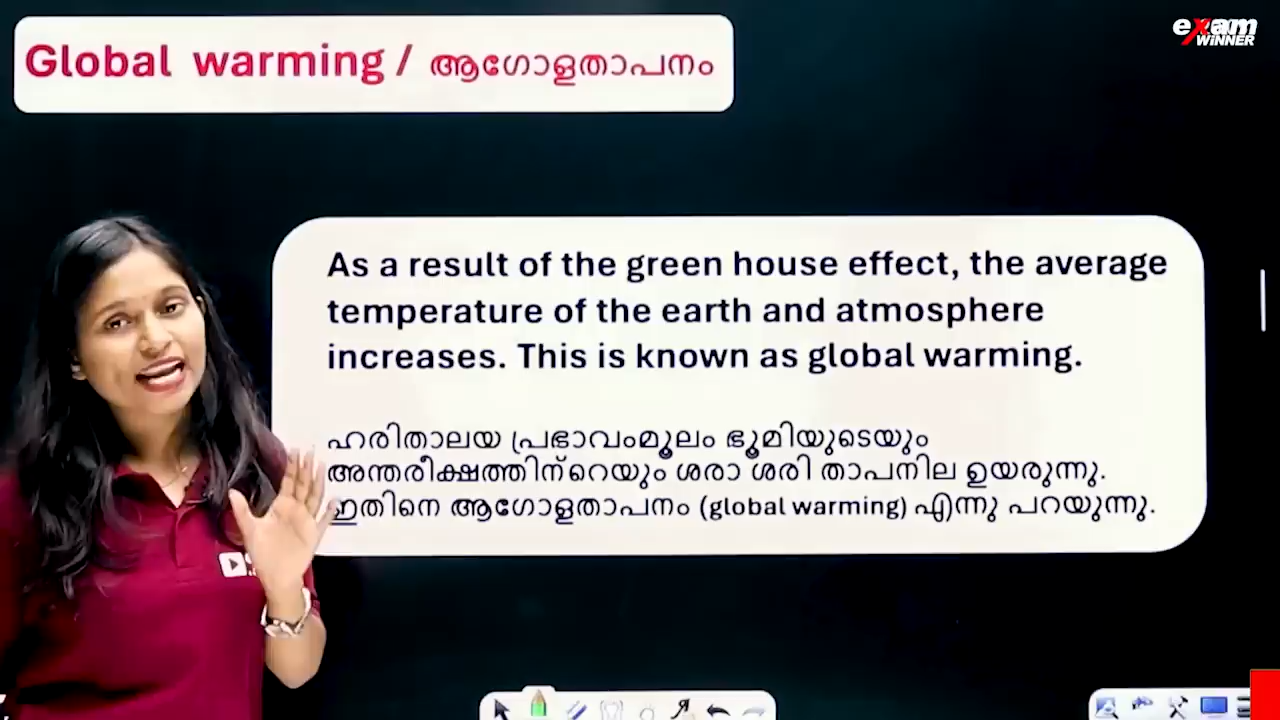 exam
WINNER
Global warming / ആഗോളതാപനം
As a result of the green house effect, the average
temperature of the earth and atmosphere
increases. This is known as global warming.
ഹരിതാലയ പ്രഭാവംമൂലം ഭൂമിയുടെയും
അന്തരീക്ഷത്തിന്റെയും ശരാ ശരി താപനില ഉയരുന്നു.
ഇതിനെ ആഗോളതാപനം (global warming) എന്നു പറയുന്നു.